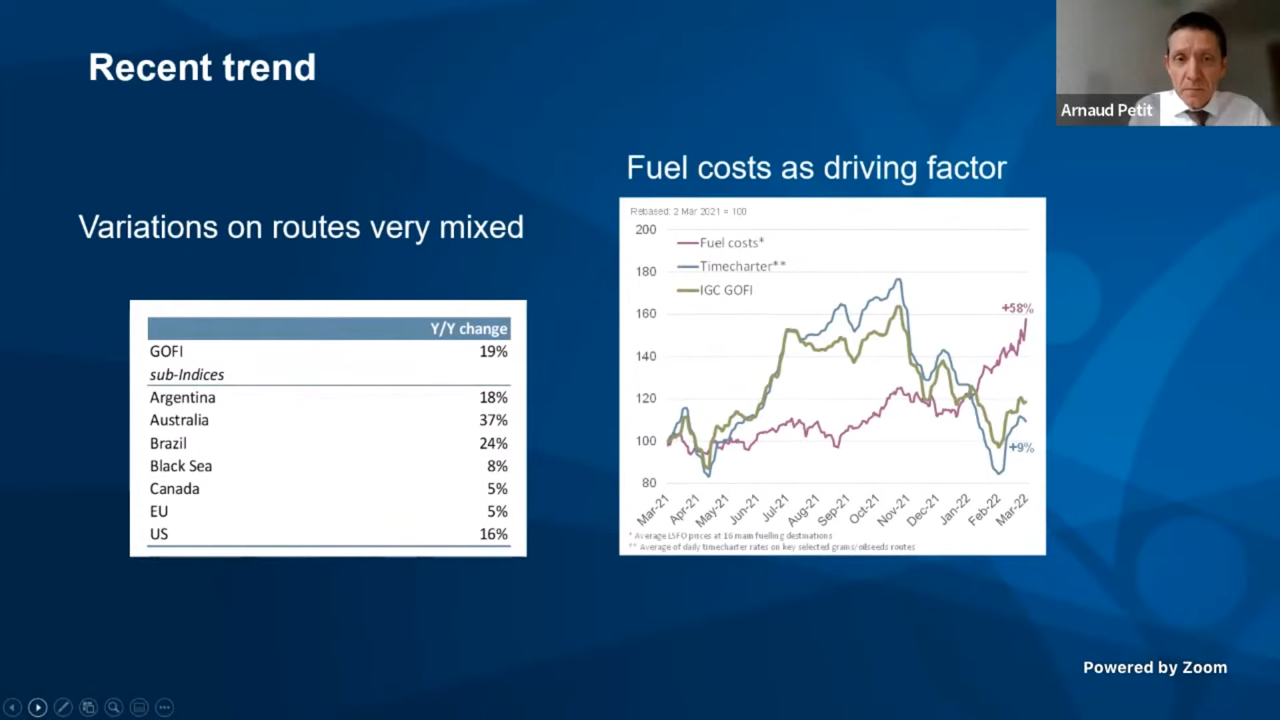 Recent trend
Arnaud Petit
Variations on routes very mixed
Y/Y change
GOFI 19%
sub-Indices
Argentina 18%
Australia 37%
Brazil 24%
Black Sea 8%
Canada 5%
EU 5%
US 16%
Fuel costs as driving factor
Rebased: 2 Mar 2021 = 100
200
180
160
140
120
100
80
Fuel costs*
Timecharter**
IGC GOFI
+58%
+9%
Mar-21 Apr-21 May-21 Jun-21 Jul-21 Aug-21 Sep-21 Oct-21 Nov-21 Dec-21 Jan-22 Feb-22 Mar-22
* Average LSFO prices at 16 main fuelling destinations
** Average of daily timecharter rates on key selected grains/oilseeds routes
Powered by Zoom